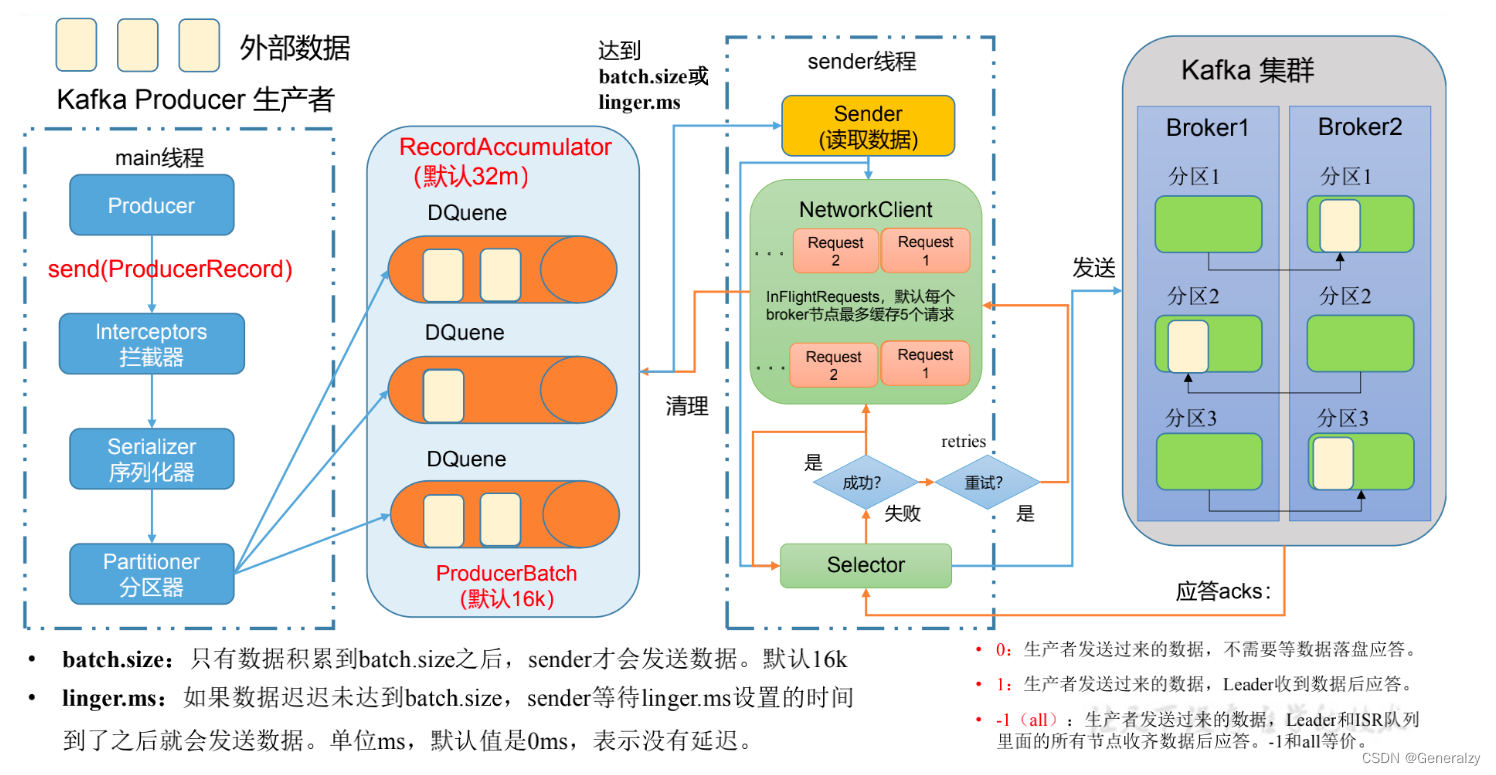 外部数据
Kafka Producer 生产者
main线程
Producer
send(ProducerRecord)
Interceptors
拦截器
Serializer
序列化器
Partitioner
分区器
RecordAccumulator
(默认32m)
DQuene
DQuene
DQuene
ProducerBatch
(默认16k)
达到
batch.size或
linger.ms
清理
sender线程
Sender
(读取数据)
NetworkClient
... Request 2
Request 1
InFlightRequests，默认每个
broker节点最多缓存5个请求
... Request 2
Request 1
retries
是
成功?
失败
重试?
是
Selector
发送
Kafka 集群
Broker1
Broker2
分区1
分区1
分区2
分区2
分区3
分区3
应答acks：
• batch.size：只有数据积累到batch.size之后，sender才会发送数据。默认16k
• linger.ms：如果数据迟迟未达到batch.size，sender等待linger.ms设置的时间
到了之后就会发送数据。单位ms，默认值是0ms，表示没有延迟。
• 0：生产者发送过来的数据，不需要等数据落盘应答。
• 1：生产者发送过来的数据，Leader收到数据后应答。
• -1（all）：生产者发送过来的数据，Leader和ISR队列
里面的所有节点收齐数据后应答。-1和all等价。
CSDN @Generalzy